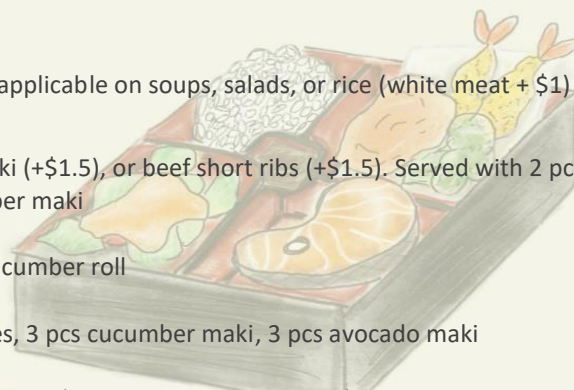 applicable on soups, salads, or rice (white meat + $1)
ki (+$1.5), or beef short ribs (+$1.5). Served with 2 pc
ber maki
cumber roll
es, 3 pcs cucumber maki, 3 pcs avocado maki